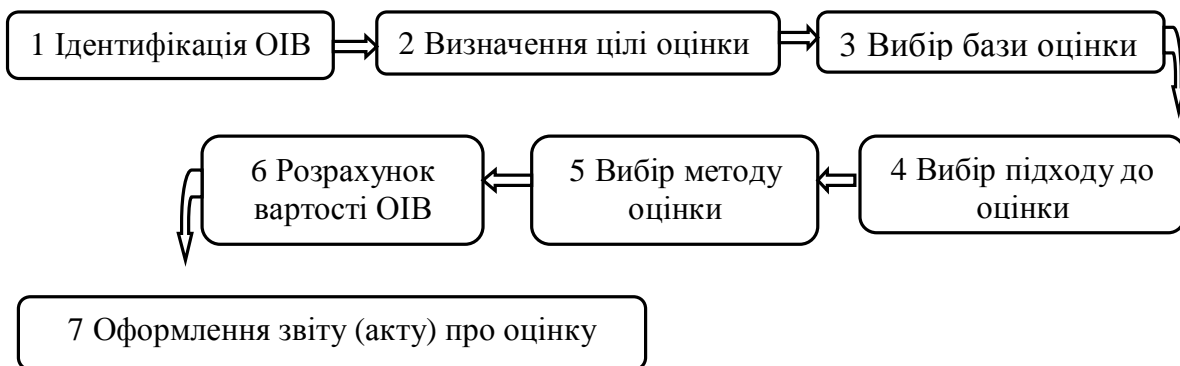 1 Ідентифікація ОІВ
2 Визначення цілі оцінки
3 Вибір бази оцінки
4 Вибір підходу до
оцінки
5 Вибір методу
оцінки
6 Розрахунок
вартості ОІВ
7 Оформлення звіту (акту) про оцінку